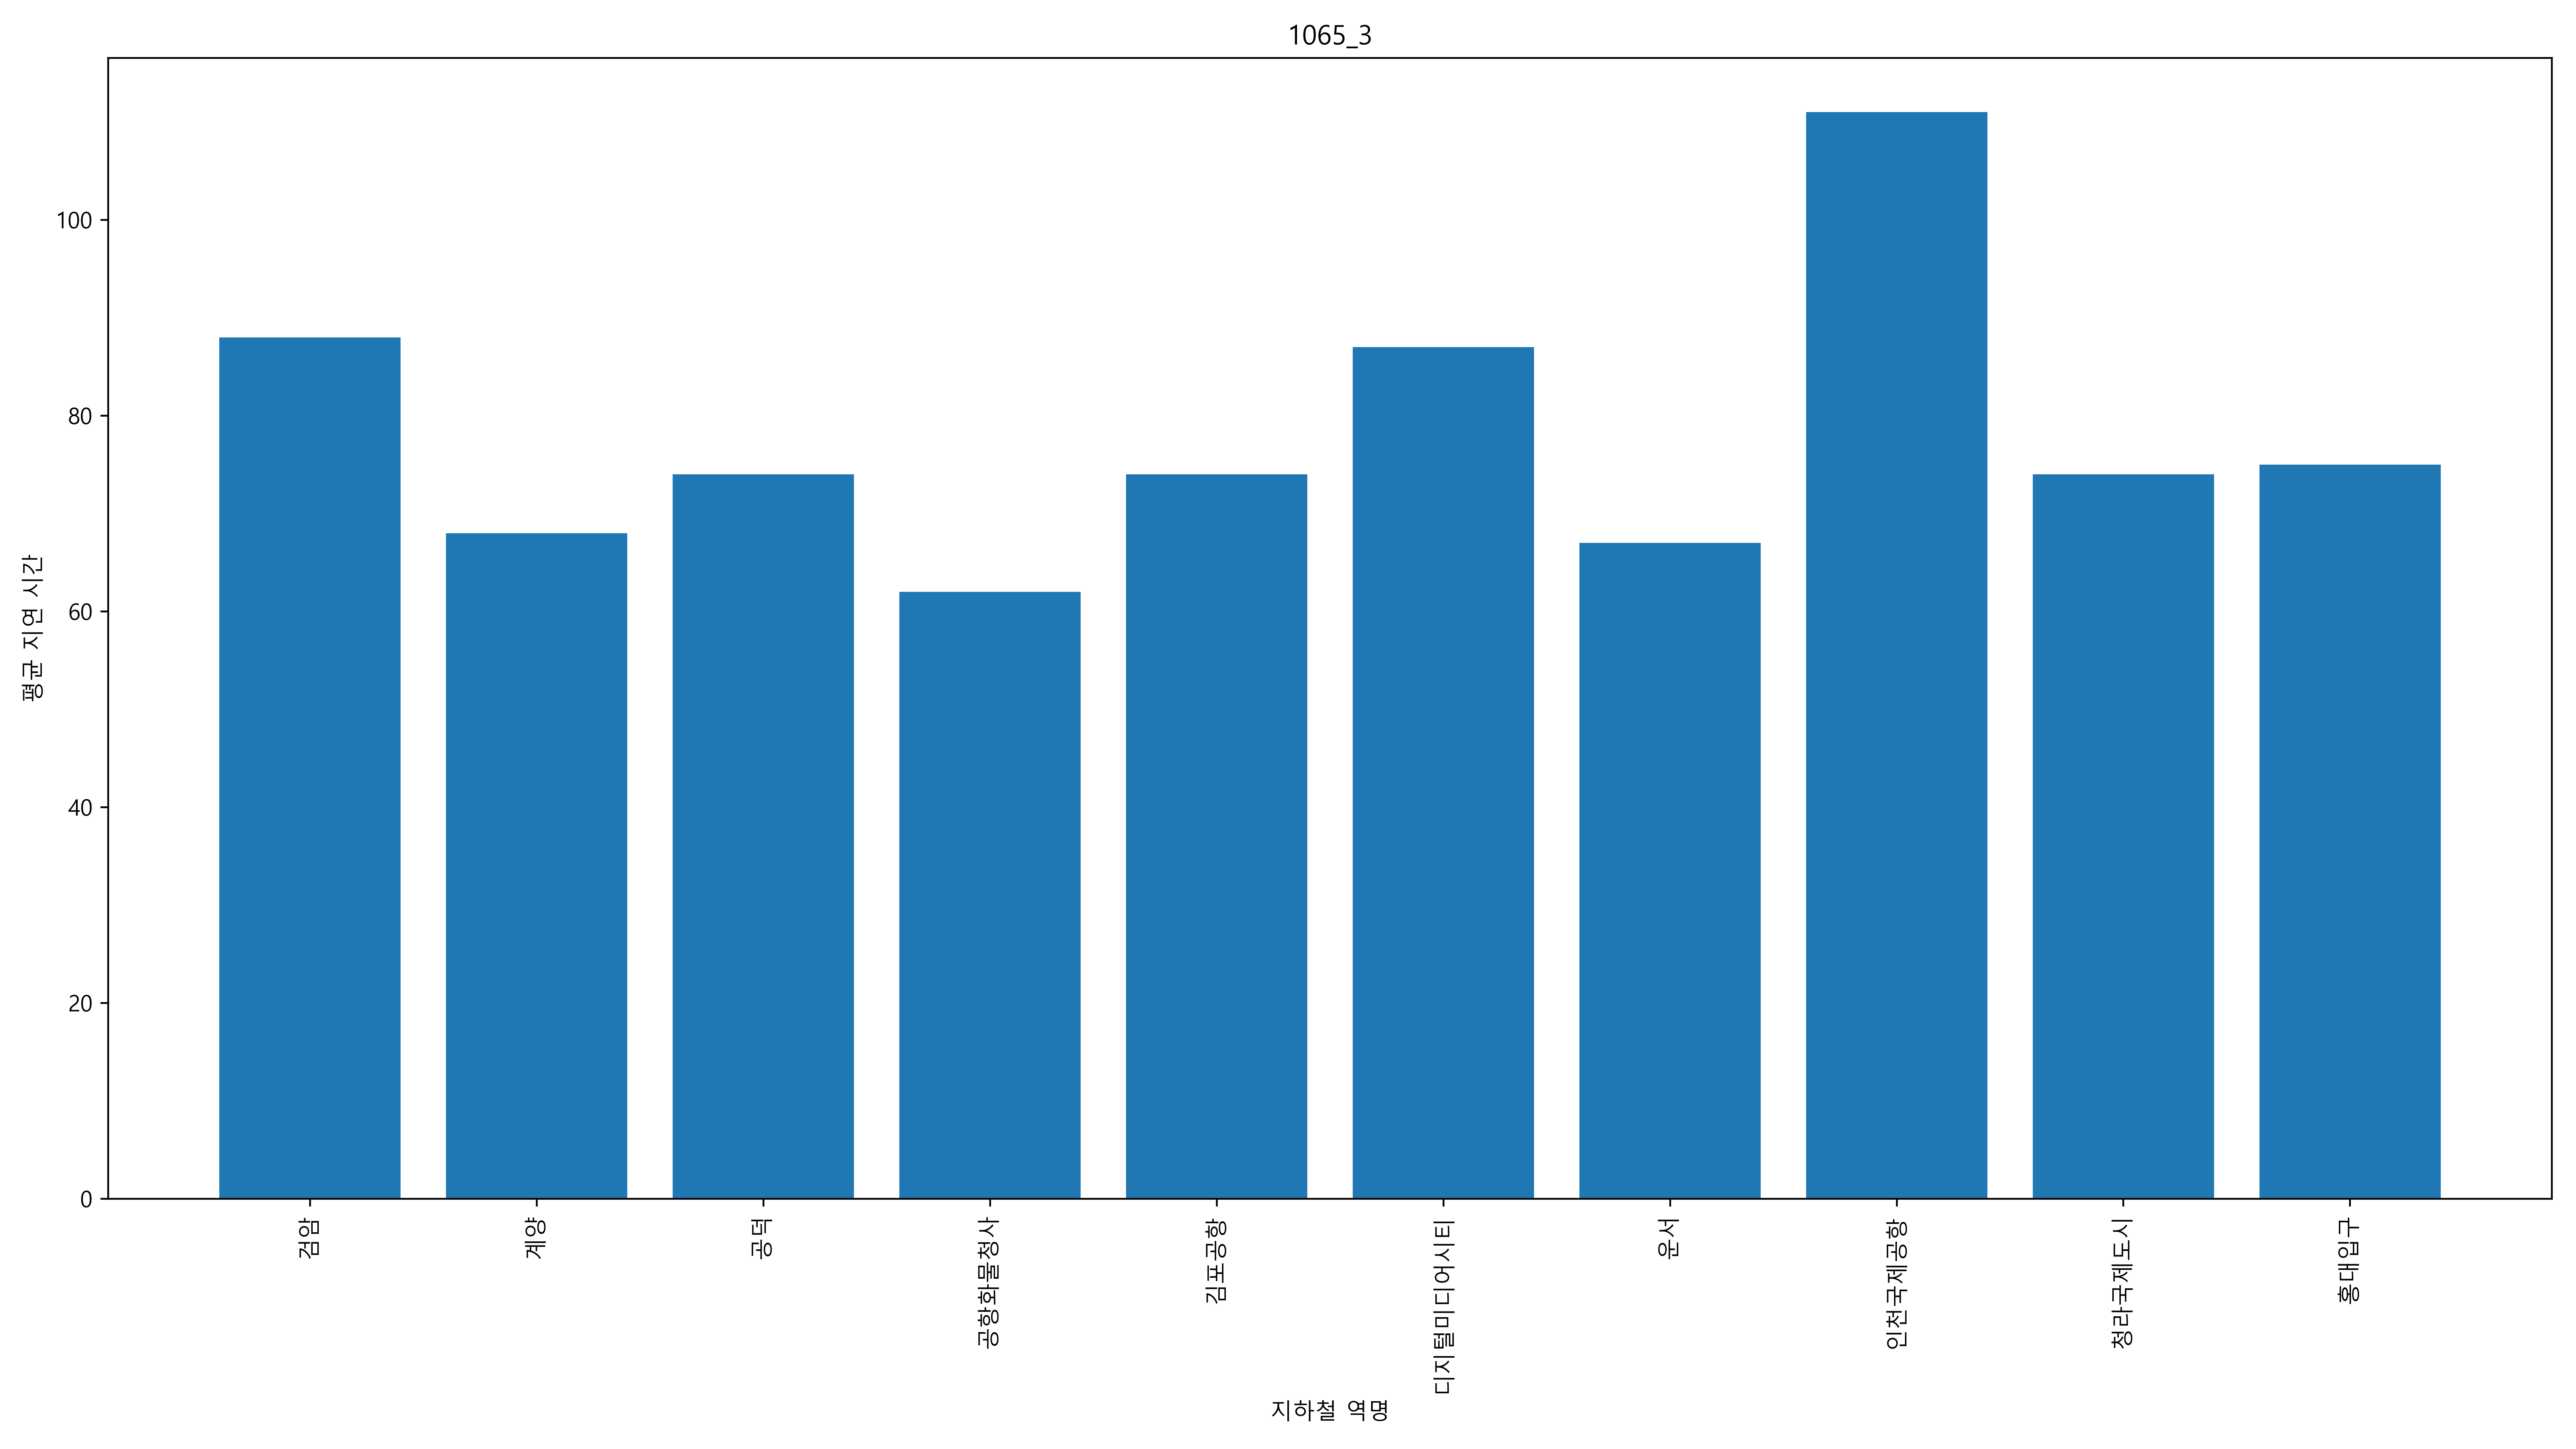 1065_3
평균 지연 시간
100
80
60
40
20
0
검암
계양
공덕
공항화물청사
김포공항
디지털미디어시티
운서
인천국제공항
청라국제도시
홍대입구
지하철 역명